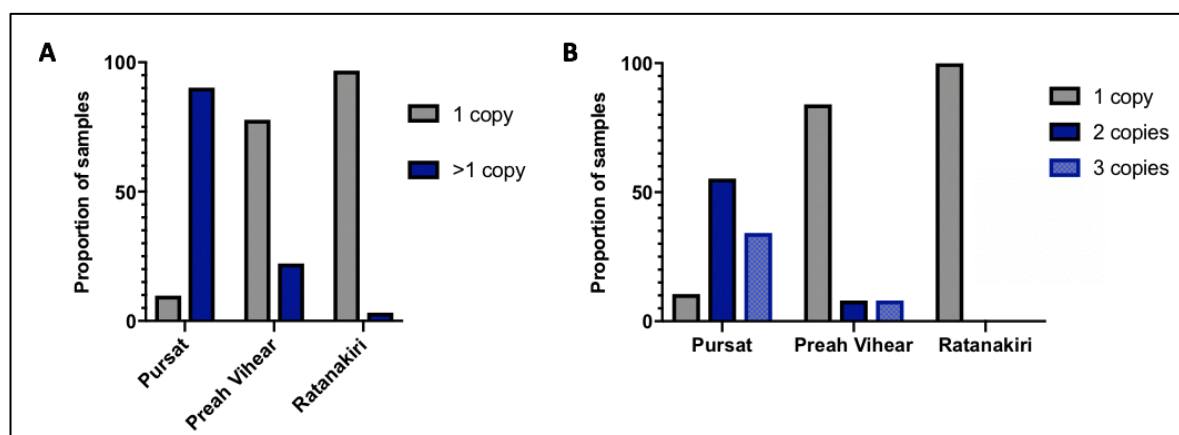 A
Proportion of samples
100
50
0
Pursat
Preah Vihear
Ratanakiri
1 copy
>1 copy
B
Proportion of samples
100
50
0
Pursat
Preah Vihear
Ratanakiri
1 copy
2 copies
3 copies